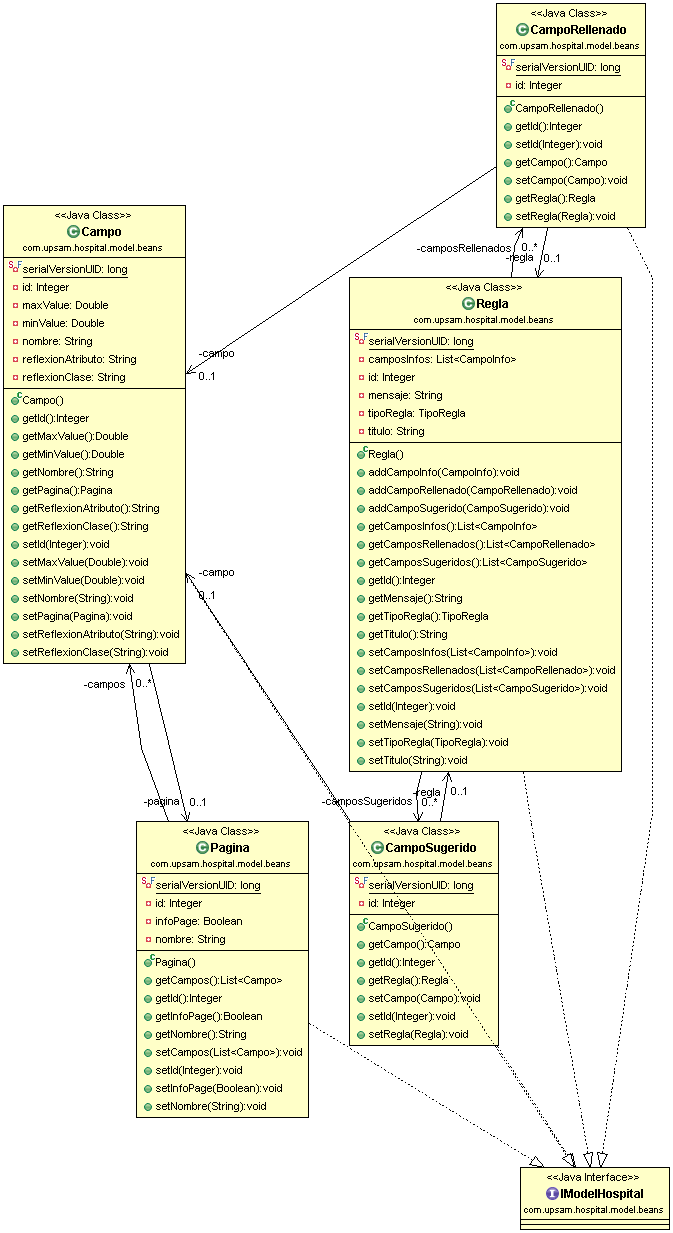 <<Java Class>>
CampoRellenado
com.upsam.hospital.model.beans
serialVersionUID: long
id: Integer
CampoRellenado()
getId():Integer
setId(Integer):void
getCampo():Campo
setCampo(Campo):void
getRegla():Regla
setRegla(Regla):void
<<Java Class>>
Campo
com.upsam.hospital.model.beans
serialVersionUID: long
id: Integer
maxValue: Double
minValue: Double
nombre: String
reflexionAtributo: String
reflexionClase: String
Campo()
getId():Integer
getMaxValue():Double
getMinValue():Double
getNombre():String
getPagina():Pagina
getReflexionAtributo():String
getReflexionClase():String
setId(Integer):void
setMaxValue(Double):void
setMinValue(Double):void
setNombre(String):void
setPagina(Pagina):void
setReflexionAtributo(String):void
setReflexionClase(String):void
-camposRellenados 0..*
-regla 0..1
-campo
0..1
<<Java Class>>
Regla
com.upsam.hospital.model.beans
serialVersionUID: long
camposInfos: List<CampoInfo>
id: Integer
mensaje: String
tipoRegla: TipoRegla
titulo: String
Regla()
addCampoInfo(CampoInfo):void
addCampoRellenado(CampoRellenado):void
addCampoSugerido(CampoSugerido):void
getCamposInfos():List<CampoInfo>
getCamposRellenados():List<CampoRellenado>
getCamposSugeridos():List<CampoSugerido>
getId():Integer
getMensaje():String
getTipoRegla():TipoRegla
getTitulo():String
setCamposInfos(List<CampoInfo>):void
setCamposRellenados(List<CampoRellenado>):void
setCamposSugeridos(List<CampoSugerido>):void
setId(Integer):void
setMensaje(String):void
setTipoRegla(TipoRegla):void
setTitulo(String):void
-campo
0..1
-campos 0..*
-pagina 0..1
-regla 0..1
-camposSugeridos 0..*
<<Java Class>>
Pagina
com.upsam.hospital.model.beans
serialVersionUID: long
id: Integer
infoPage: Boolean
nombre: String
Pagina()
getCampos():List<Campo>
getId():Integer
getInfoPage():Boolean
getNombre():String
setCampos(List<Campo>):void
setId(Integer):void
setInfoPage(Boolean):void
setNombre(String):void
<<Java Class>>
CampoSugerido
com.upsam.hospital.model.beans
serialVersionUID: long
id: Integer
CampoSugerido()
getCampo():Campo
getId():Integer
getRegla():Regla
setCampo(Campo):void
setId(Integer):void
setRegla(Regla):void
<<Java Interface>>
IModelHospital
com.upsam.hospital.model.beans